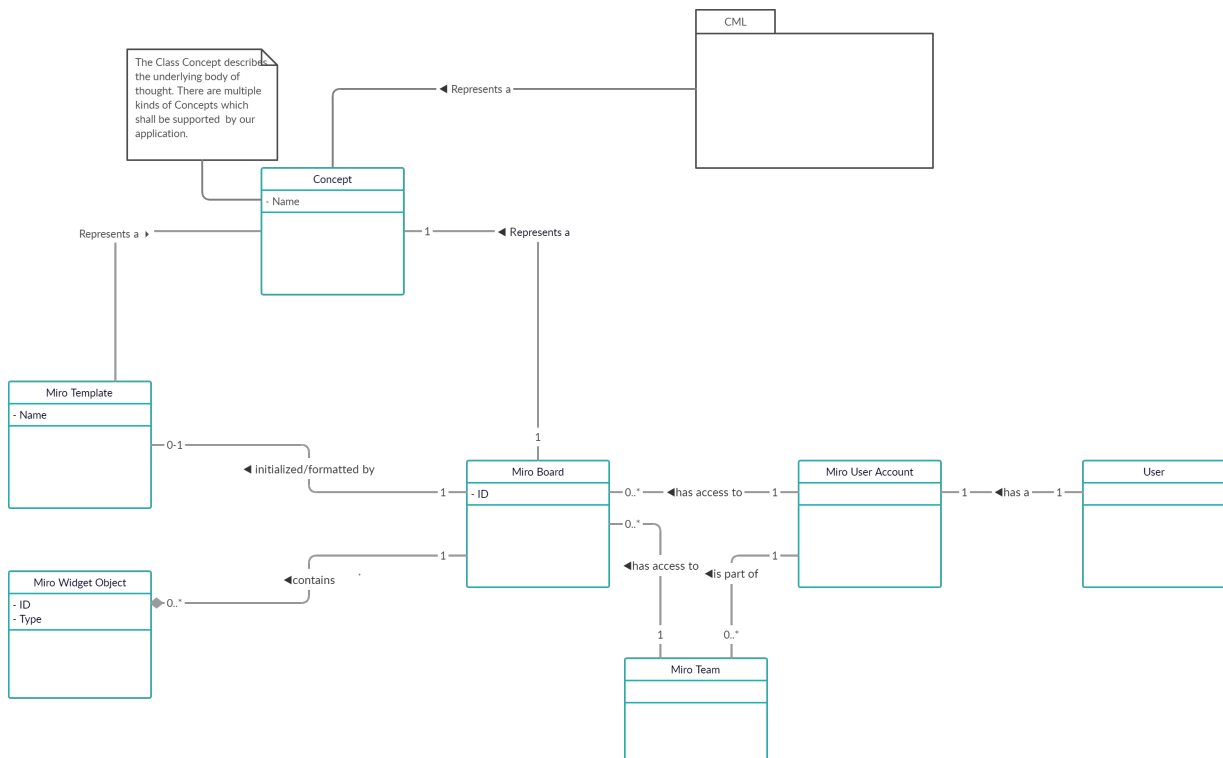 CML
The Class Concept describes
the underlying body of
thought. There are multiple
kinds of Concepts which
shall be supported by our
application.
◀ Represents a
Concept
- Name
Represents a ▸
1
◀ Represents a
Miro Template
- Name
0-1
◀ initialized/formatted by
1
1
Miro Board
- ID
0..*
◀has access to
1
Miro User Account
1
◀has a
1
User
0..*
◀has access to
1
1
◀is part of
0..*
1
◀contains
0..*
Miro Widget Object
- ID
- Type
Miro Team